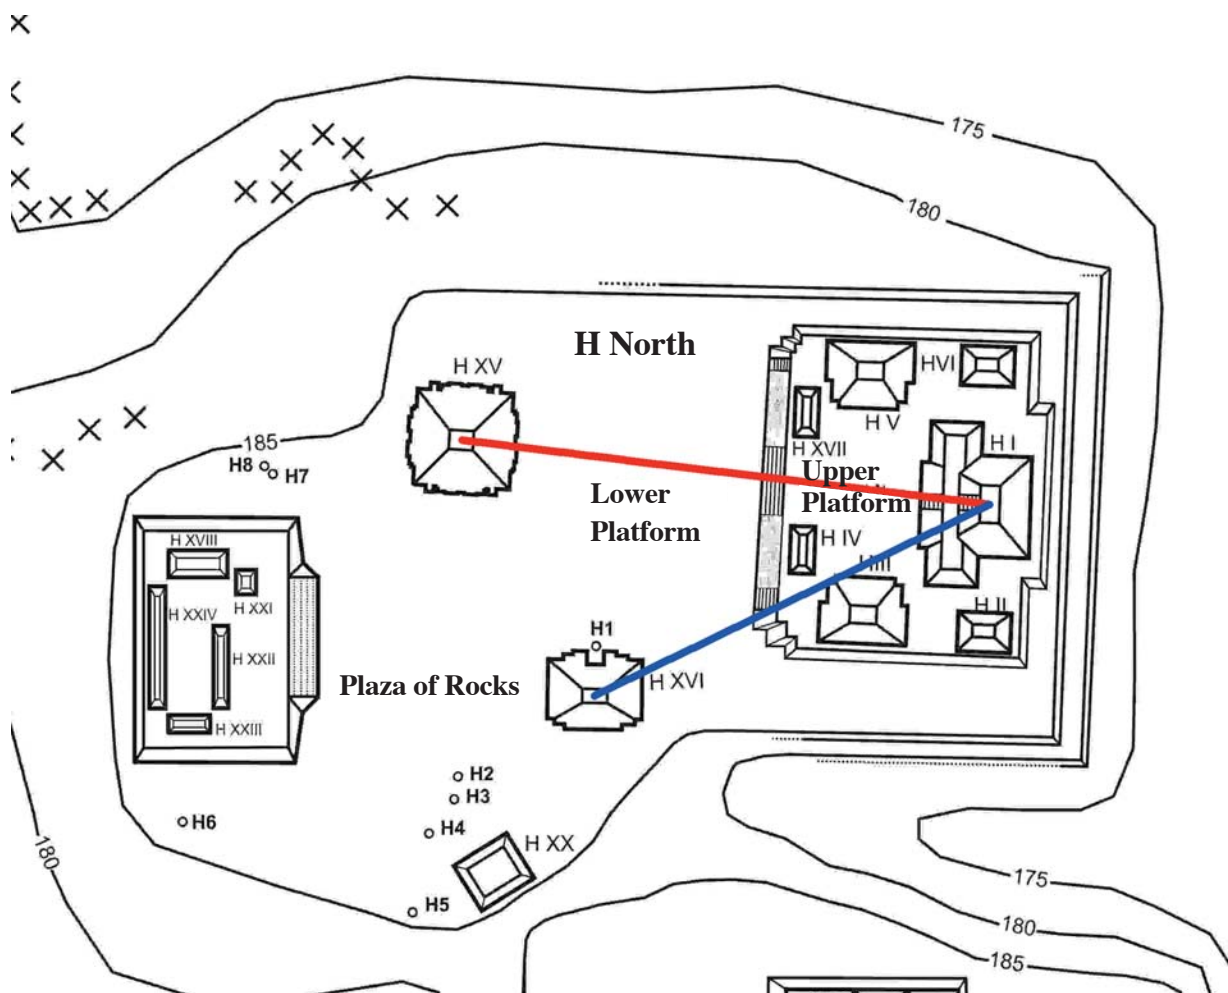 175
180
H North
H XV
HVI
H V
185
H8
H7
H XVII
H I
Upper
Platform
Lower
Platform
H XVIII
H IV
HIII
H XXI
H XXIV
H II
H1
H XXII
H XVI
Plaza of Rocks
H XXIII
H2
H3
H6
H4
H XX
180
H5
175
180
185